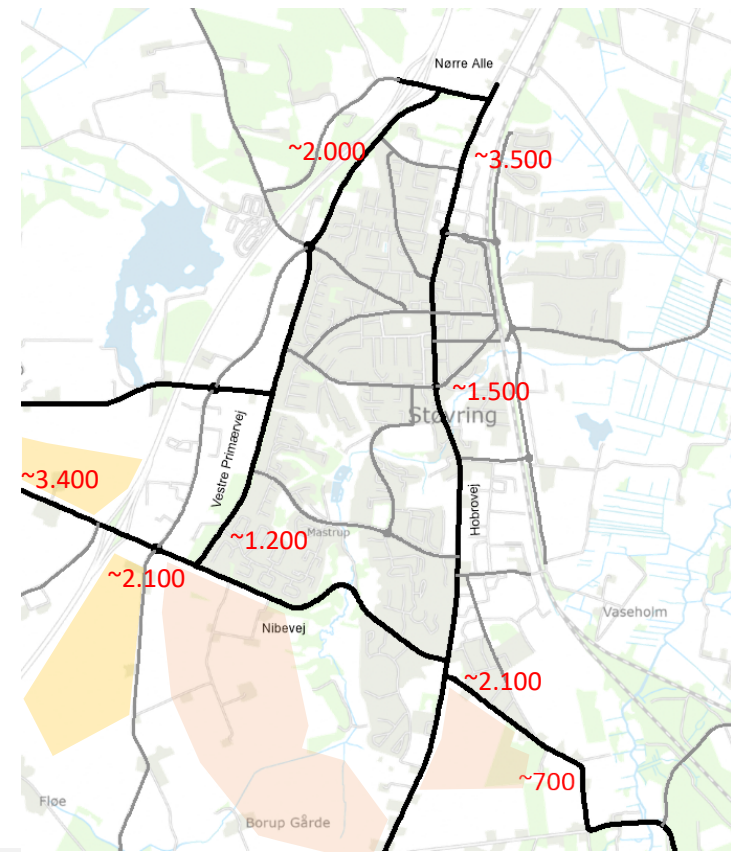 Nørre Alle
~2.000
~3.500
~1.500
Støvring
Vestre Primærvej
~3.400
Hobrovej
~1.200
Mastrup
~2.100
Vaseholm
Nibevej
~2.100
~700
Fløe
Borup Gårde